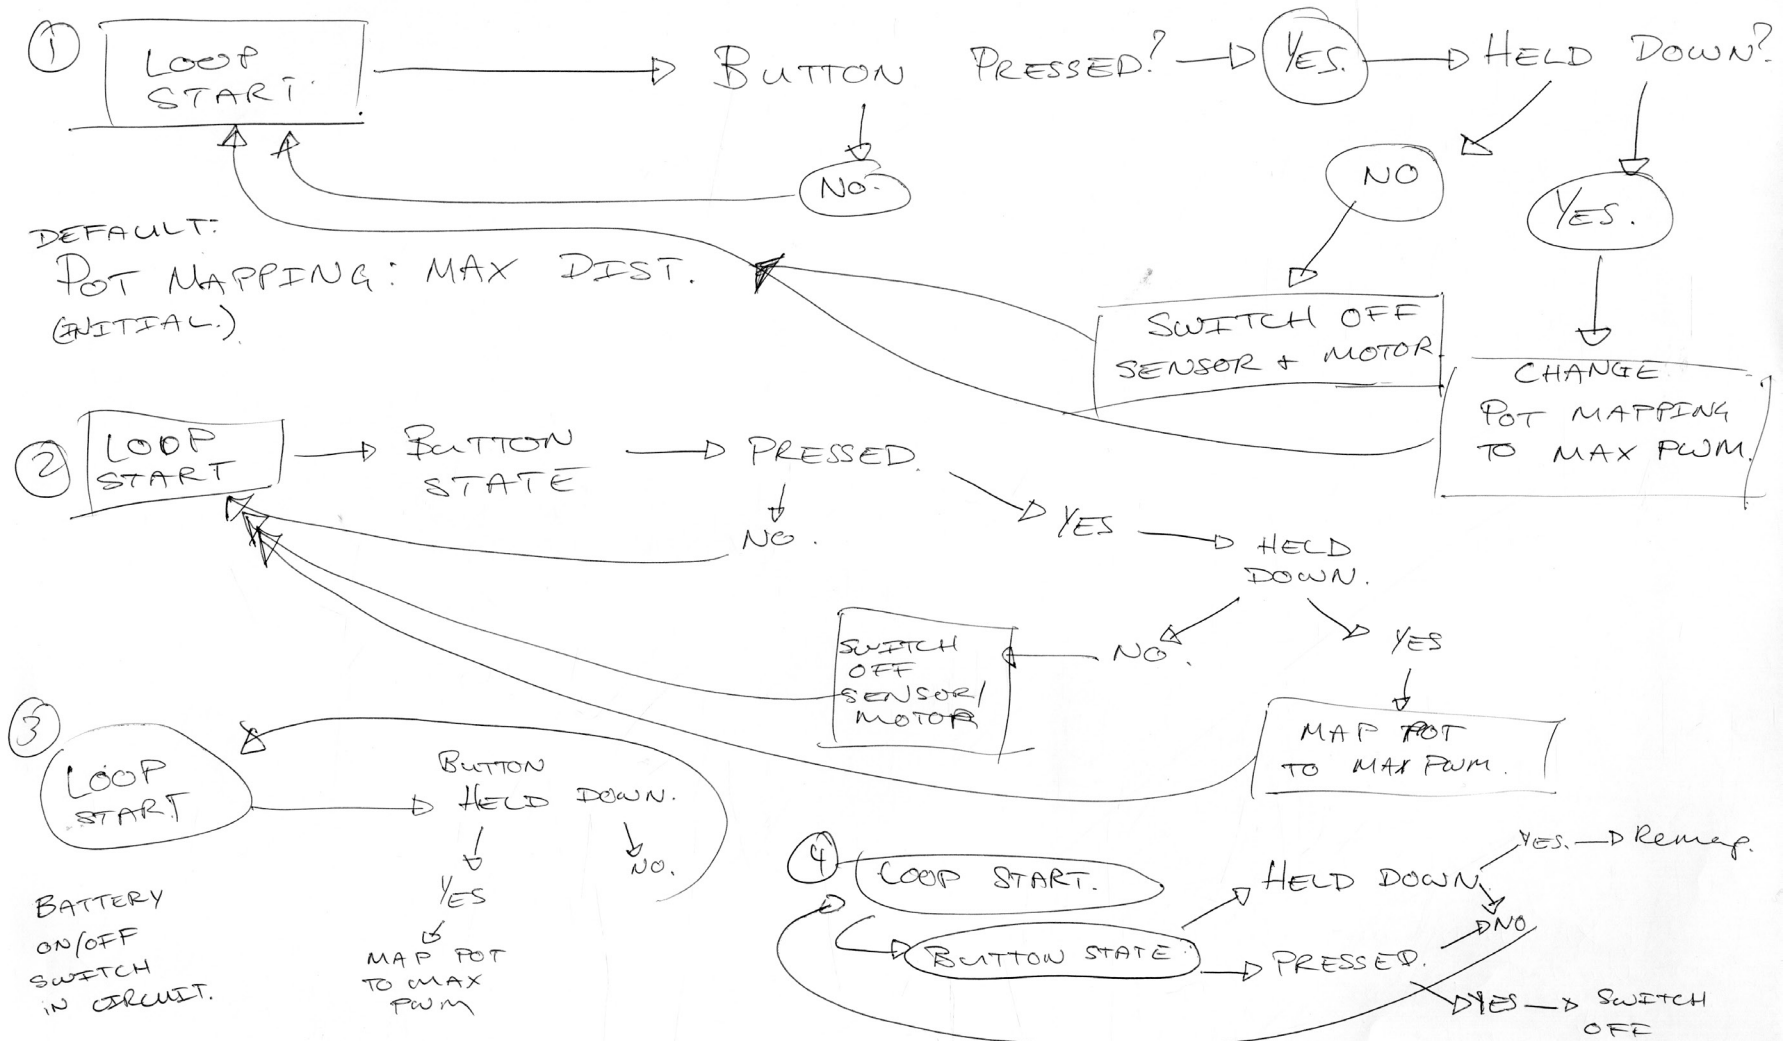 1
LOOP
START.
BUTTON PRESSED?
YES.
HELD DOWN?
NO.
NO
YES.
DEFAULT:
POT MAPPING: MAX DIST.
(INITIAL.)
SWITCH OFF
SENSOR + MOTOR
CHANGE
POT MAPPING
TO MAX PWM.
2
LOOP
START
BUTTON
STATE
PRESSED.
NO.
YES
HELD
DOWN.
NO.
YES
SWITCH
OFF
SENSOR/
MOTOR
MAP POT
TO MAX PWM.
3
LOOP
START
BUTTON
HELD DOWN.
YES
NO.
MAP POT
TO MAX
PWM
BATTERY
ON/OFF
SWITCH
IN CIRCUIT.
4
LOOP START.
BUTTON STATE.
HELD DOWN.
YES.
Remap.
NO
PRESSED.
YES
SWITCH
OFF